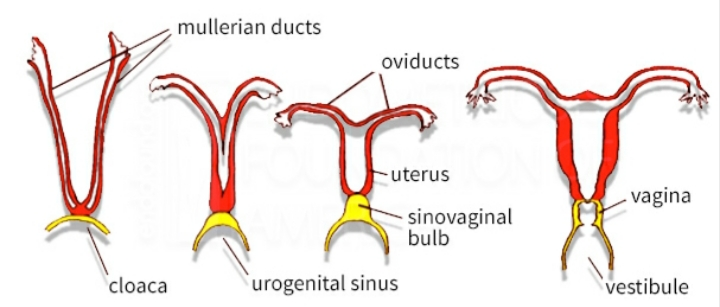 mullerian ducts
oviducts
uterus
vagina
sinovaginal
bulb
cloaca
urogenital sinus
vestibule